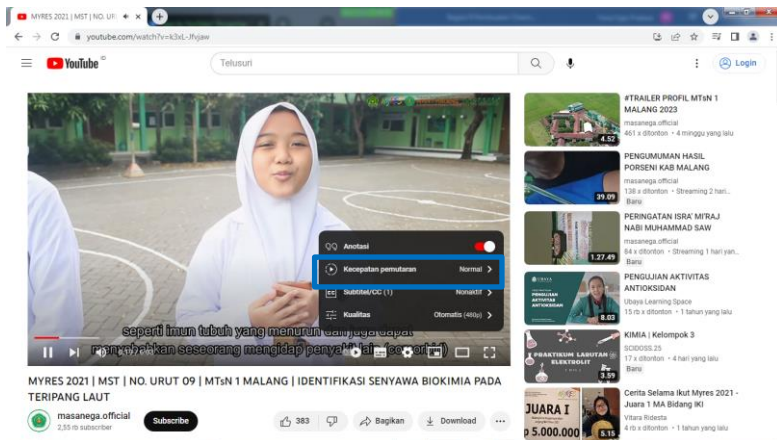 MYRES 2021 | MST | NO. UR
youtube.com/watch?v=k3xL-Jfvjaw
YouTube ID
Telusuri
Login
Anotasi
Kecepatan pemutaran Normal
Subtitel/CC (1) Nonaktif
Kualitas Otomatis (480p)
seperti imun tubuh yang menurun dan juga dapat
menyebabkan seseorang mengidap penyakit lain (comorbid)
MYRES 2021 | MST | NO. URUT 09 | MTsN 1 MALANG | IDENTIFIKASI SENYAWA BIOKIMIA PADA
TERIPANG LAUT
masanega.official
2,55 rb subscriber
Subscribe
383
Bagikan
Download
#TRAILER PROFIL MTsN 1
MALANG 2023
masanega.official
461 x ditonton • 4 minggu yang lalu
4.52
PENGUMUMAN HASIL
PORSENI KAB MALANG
masanega.official
138 x ditonton • Streaming 2 hari...
Baru
39.09
PERINGATAN ISRA' MI'RAJ
NABI MUHAMMAD SAW
masanega.official
64 x ditonton • Streaming 1 hari yan...
Baru
1.27.49
PENGUJIAN AKTIVITAS
ANTIOKSIDAN
Ubaya Learning Space
15 rb x ditonton • 1 tahun yang lalu
UBAYA
PENGUJIAN
AKTIVITAS
ANTIOKSIDAN
8.03
KIMIA | Kelompok 3
SCIDOSS.25
17 x ditonton • 4 hari yang lalu
Baru
PRAKTIKUM LARUTAN
ELEKTROLIT
3.59
Cerita Selama Ikut Myres 2021 -
Juara 1 MA Bidang IKI
Vitara Ridesta
4 rb x ditonton • 1 tahun yang lalu
JUARA I
p 5.000.000
5.15